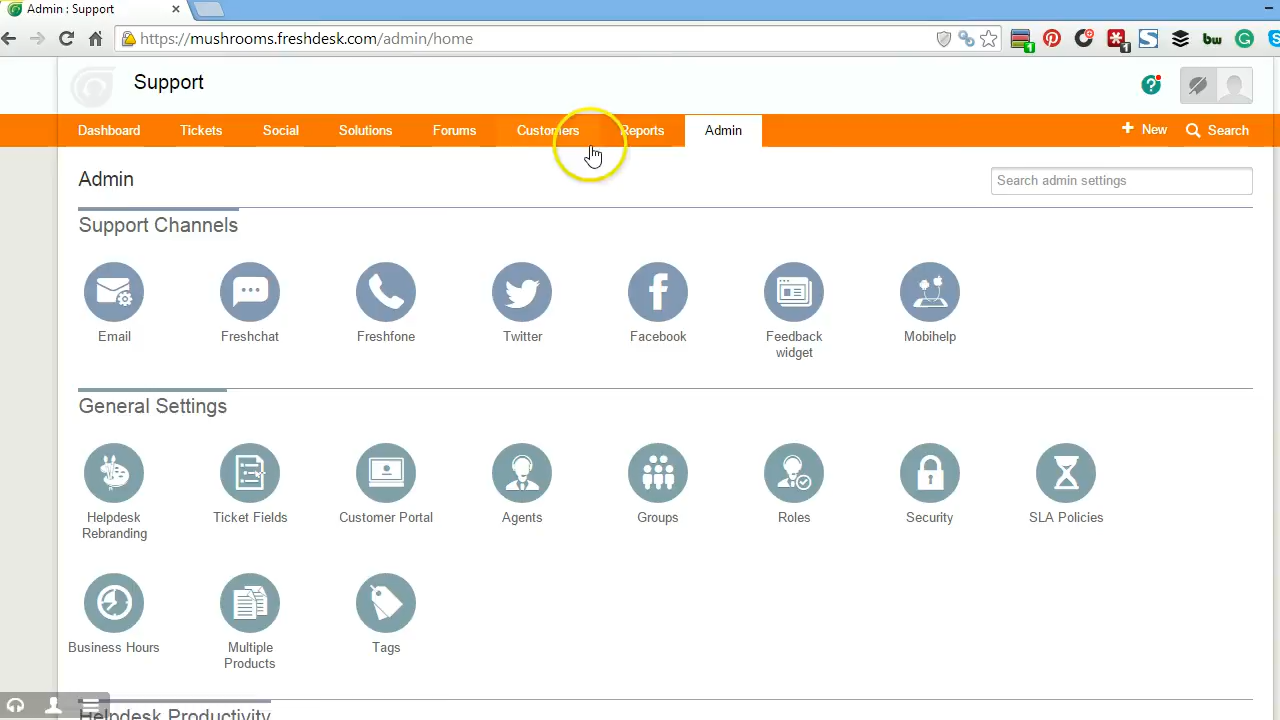 Admin : Support
https://mushrooms.freshdesk.com/admin/home
Support
Dashboard Tickets Social Solutions Forums Customers Reports Admin New Search
Admin
Search admin settings
Support Channels
Email Freshchat Freshfone Twitter Facebook Feedback widget Mobihelp
General Settings
Helpdesk Rebranding Ticket Fields Customer Portal Agents Groups Roles Security SLA Policies
Business Hours Multiple Products Tags
Helpdesk Productivity